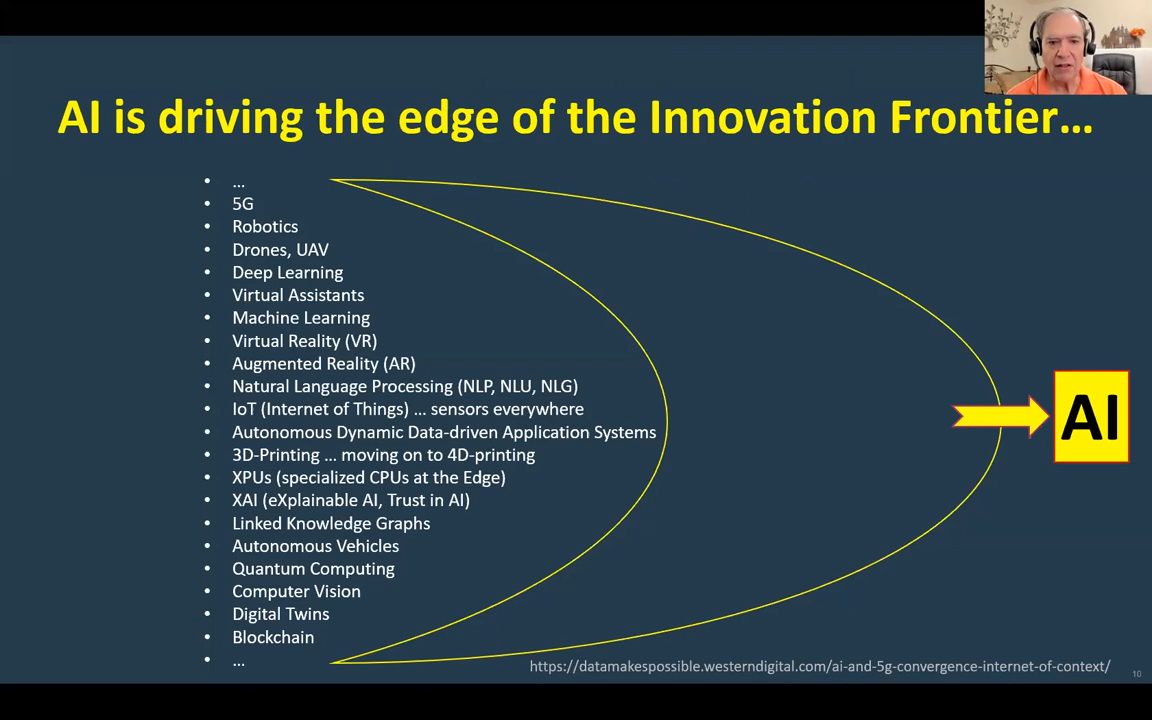 AI is driving the edge of the Innovation Frontier...
• ...
• 5G
• Robotics
• Drones, UAV
• Deep Learning
• Virtual Assistants
• Machine Learning
• Virtual Reality (VR)
• Augmented Reality (AR)
• Natural Language Processing (NLP, NLU, NLG)
• IoT (Internet of Things) ... sensors everywhere
• Autonomous Dynamic Data-driven Application Systems
• 3D-Printing ... moving on to 4D-printing
• XPUs (specialized CPUs at the Edge)
• XAI (eXplainable AI, Trust in AI)
• Linked Knowledge Graphs
• Autonomous Vehicles
• Quantum Computing
• Computer Vision
• Digital Twins
• Blockchain
• ...
AI
https://datamakespossible.westerndigital.com/ai-and-5g-convergence-internet-of-context/
10